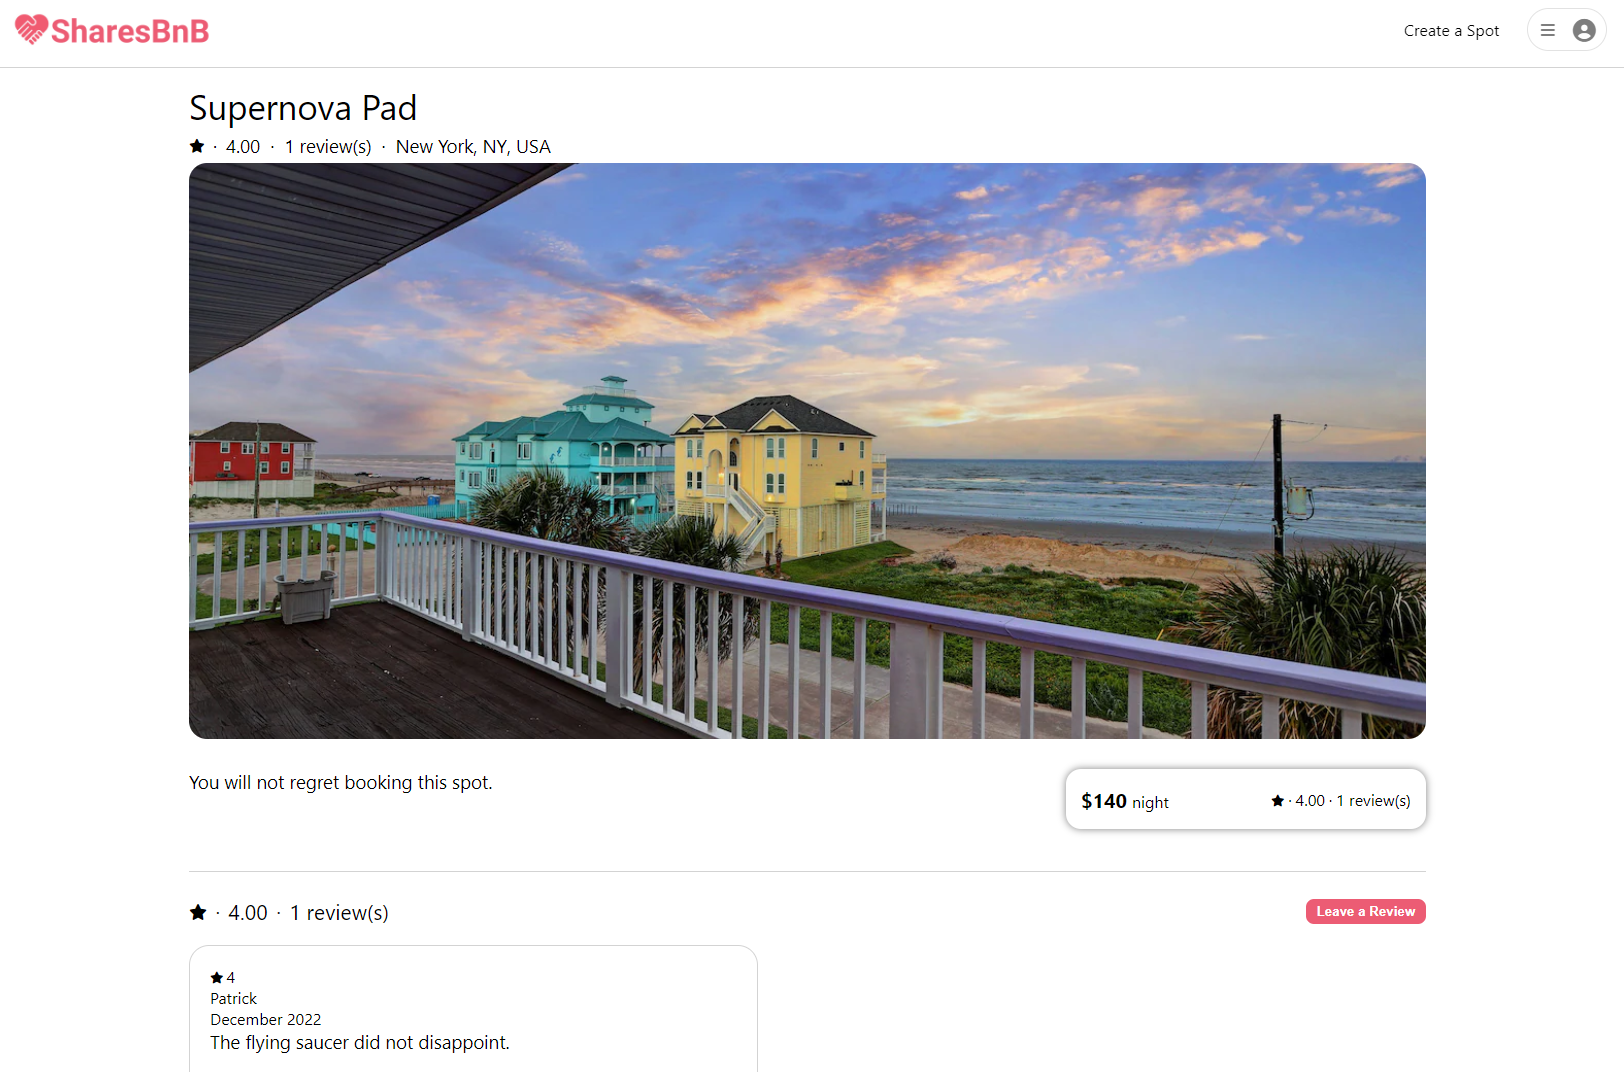 SharesBnB
Create a Spot
Supernova Pad
· 4.00 · 1 review(s) · New York, NY, USA
You will not regret booking this spot.
$140 night
· 4.00 · 1 review(s)
· 4.00 · 1 review(s)
Leave a Review
4
Patrick
December 2022
The flying saucer did not disappoint.